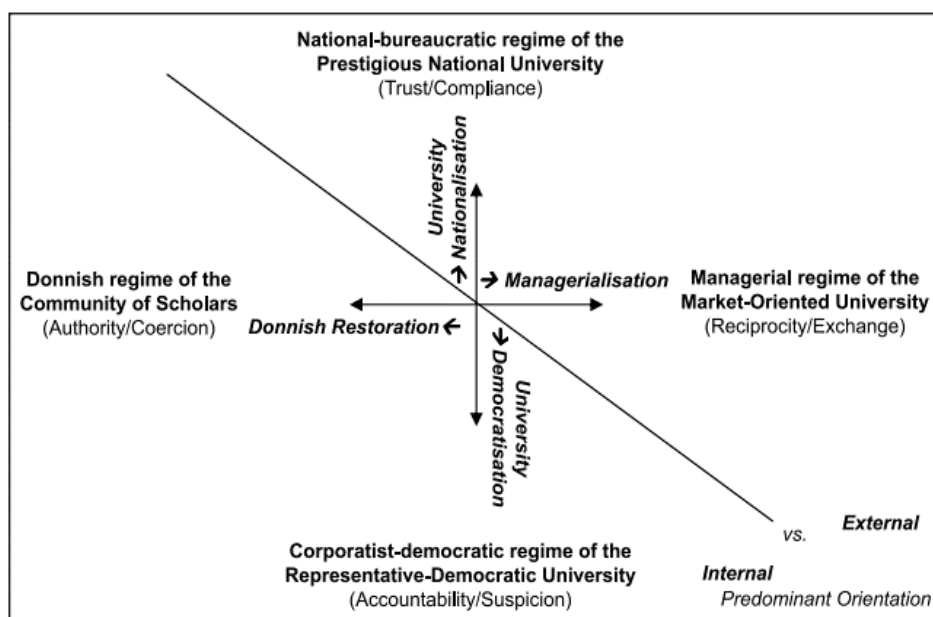 National-bureaucratic regime of the
Prestigious National University
(Trust/Compliance)
University
Nationalisation
Managerialisation
Donnish regime of the
Community of Scholars
(Authority/Coercion)
Managerial regime of the
Market-Oriented University
(Reciprocity/Exchange)
Donnish Restoration
University
Democratisation
Corporatist-democratic regime of the
Representative-Democratic University
(Accountability/Suspicion)
External
vs.
Internal
Predominant Orientation